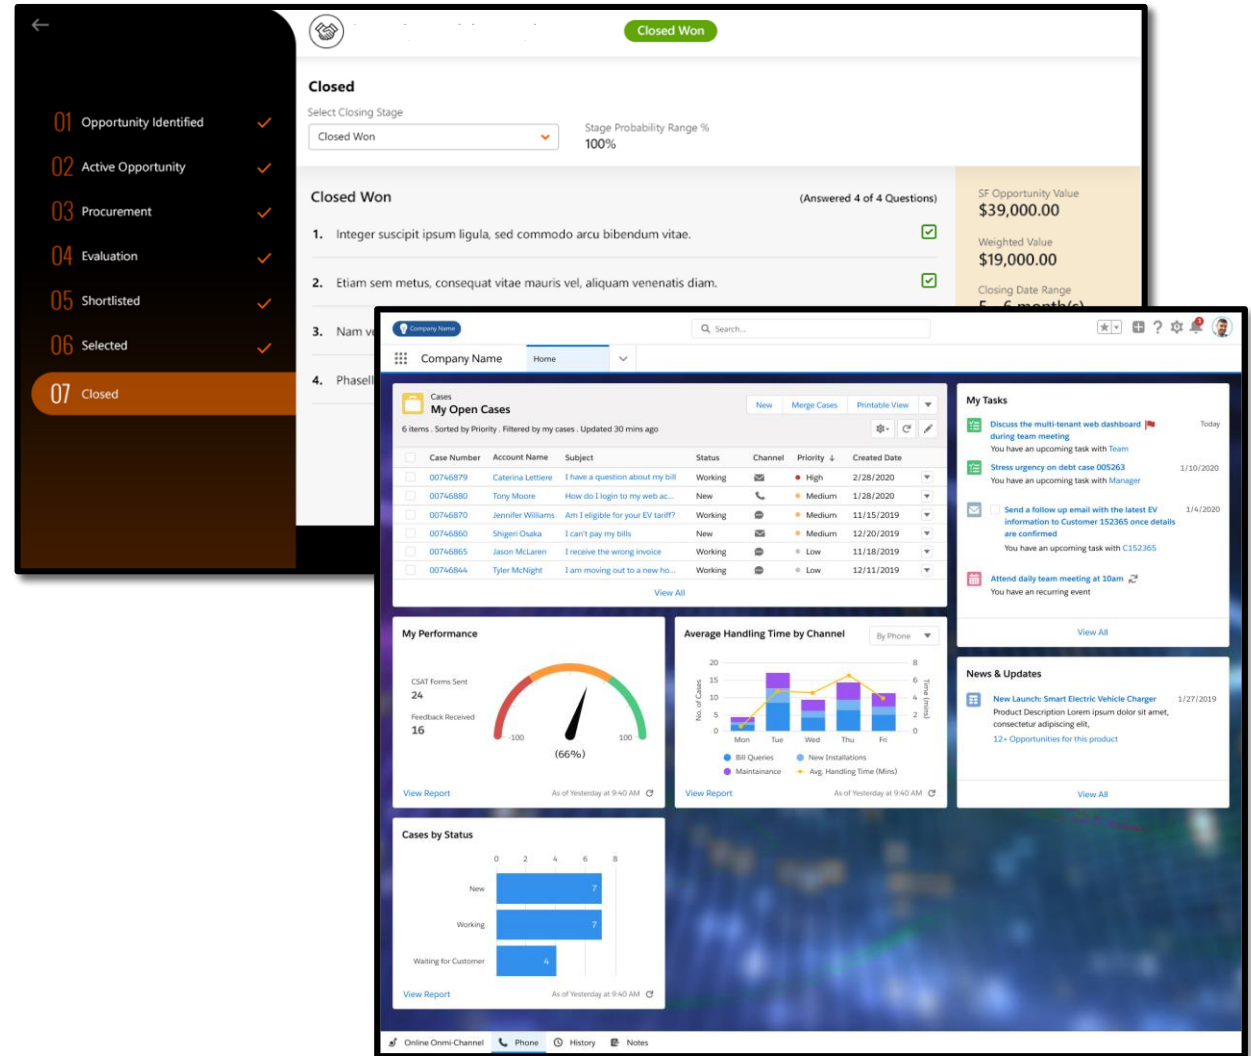 Closed Won
01 Opportunity Identified
02 Active Opportunity
03 Procurement
04 Evaluation
05 Shortlisted
06 Selected
07 Closed
Closed
Select Closing Stage
Closed Won
Stage Probability Range %
100%
Closed Won
(Answered 4 of 4 Questions)
1. Integer suscipit ipsum ligula, sed commodo arcu bibendum vitae.
2. Etiam sem metus, consequat vitae mauris vel, aliquam venenatis diam.
3. Nam
4. Phasell
SF Opportunity Value
$39,000.00
Weighted Value
$19,000.00
Closing Date Range
5 - 6 month(s)
Company Name
Search...
Company Name Home
Cases
My Open Cases
New Merge Cases Printable View
6 items . Sorted by Priority . Filtered by my cases . Updated 30 mins ago
Case Number Account Name Subject Status Channel Priority ↓ Created Date
00746879 Caterina Lettiere I have a question about my bill Working High 2/28/2020
00746880 Tony Moore How do I login to my web ac... New Medium 1/28/2020
00746870 Jennifer Williams Am I eligible for your EV tariff? Working Medium 11/15/2019
00746860 Shigeri Osaka I can't pay my bills New Medium 12/20/2019
00746865 Jason McLaren I receive the wrong invoice Working Low 11/18/2019
00746844 Tyler McNight I am moving out to a new ho... Working Low 12/11/2019
View All
My Tasks
Discuss the multi-tenant web dashboard Today
during team meeting
You have an upcoming task with Team
Stress urgency on debt case 005263 1/10/2020
You have an upcoming task with Manager
Send a follow up email with the latest EV 1/4/2020
information to Customer 152365 once details
are confirmed
You have an upcoming task with C152365
Attend daily team meeting at 10am
You have an recurring event
View All
My Performance
CSAT Forms Sent
24
Feedback Received
16
-100 100
(66%)
View Report As of Yesterday at 9:40 AM
Average Handling Time by Channel By Phone
No. of Cases
20
15
10
5
0
8
6
4
2
0
Time (mins)
Mon Tue Wed Thu Fri
Bill Queries New Installations
Maintainance Avg. Handling Time (Mins)
View Report As of Yesterday at 9:40 AM
News & Updates
New Launch: Smart Electric Vehicle Charger 1/27/2019
Product Description Lorem ipsum dolor sit amet,
consectetur adipiscing elit,
12+ Opportunities for this product
View All
Cases by Status
0 2 4 6 8
New 7
Working 7
Waiting for Customer 4
View Report As of Yesterday at 9:40 AM
Online Onmi-Channel Phone History Notes